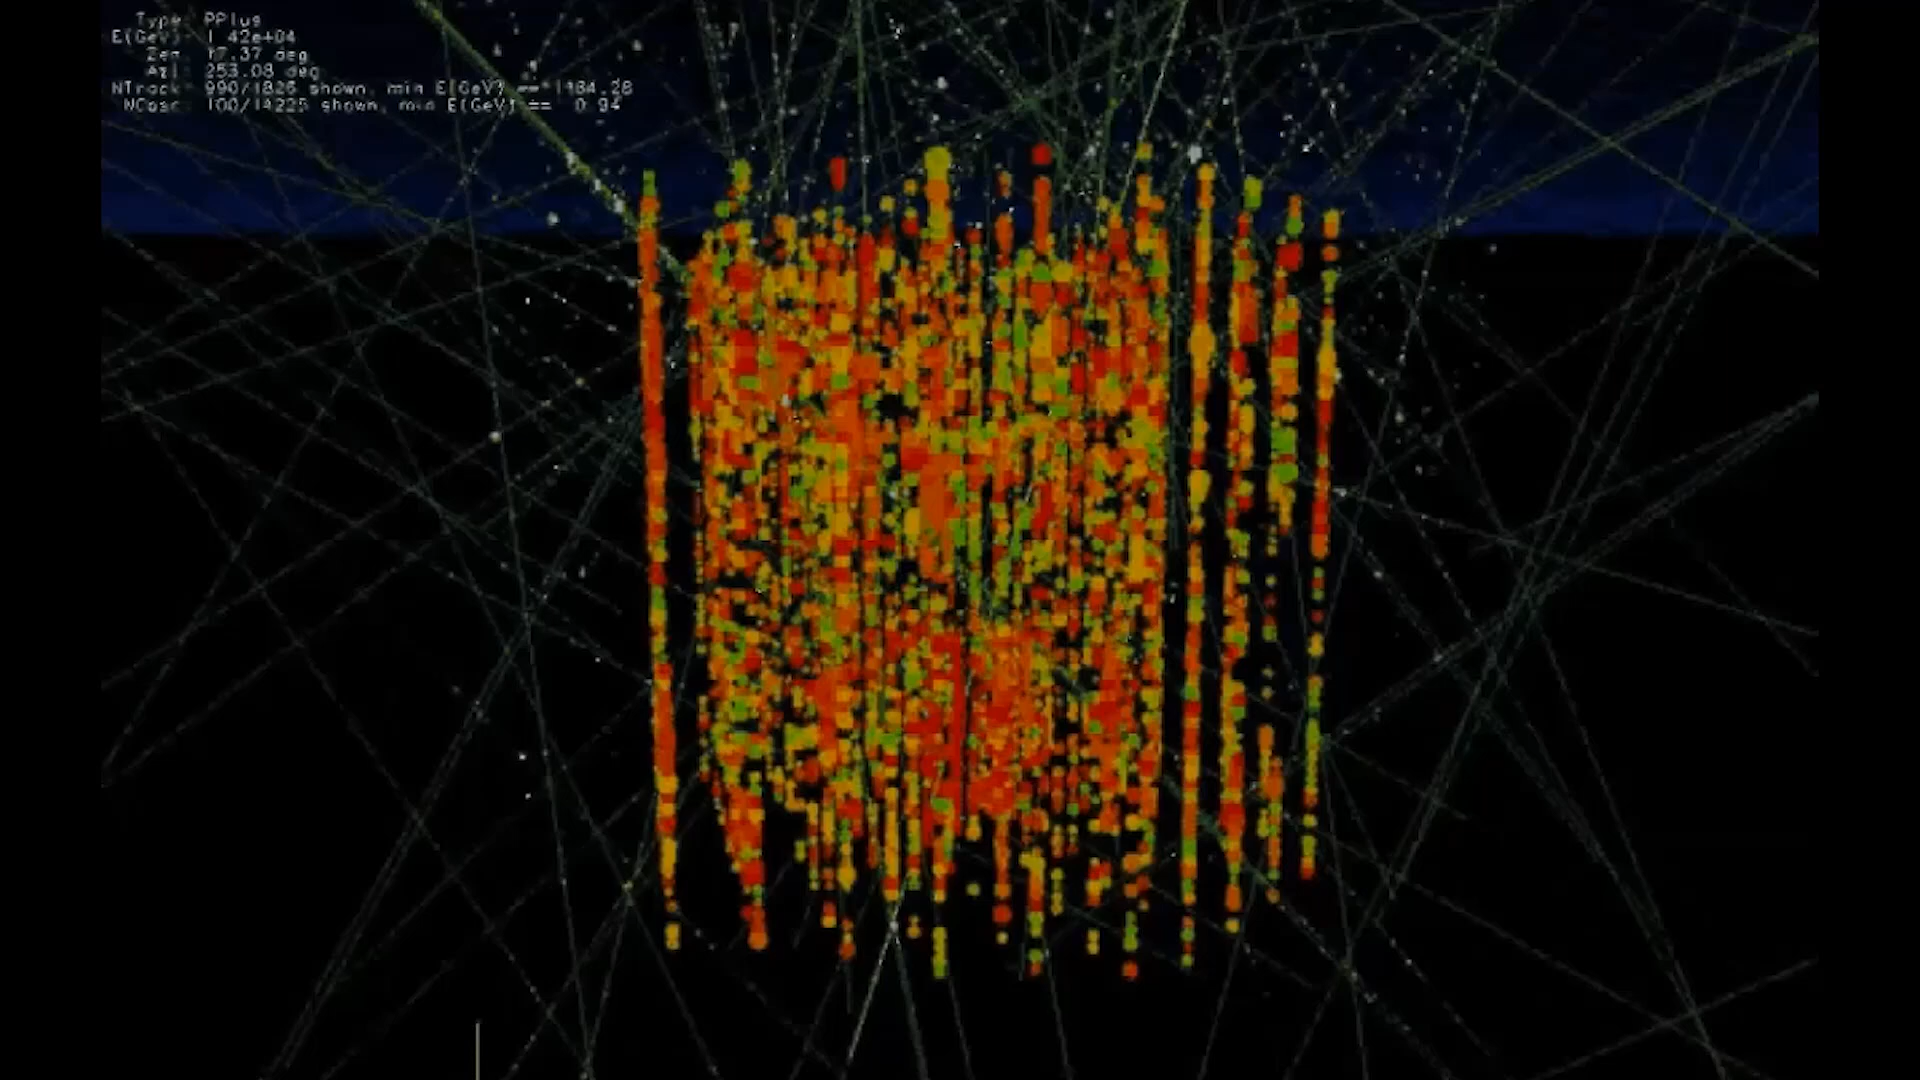 Type: PPlus
E(GeV): 1.42e+04
Zen: 17.37 deg
Azi: 253.08 deg
NTrack: 990/1826 shown, min E(GeV) == 1184.28
NCasc: 100/14225 shown, min E(GeV) == 0.94